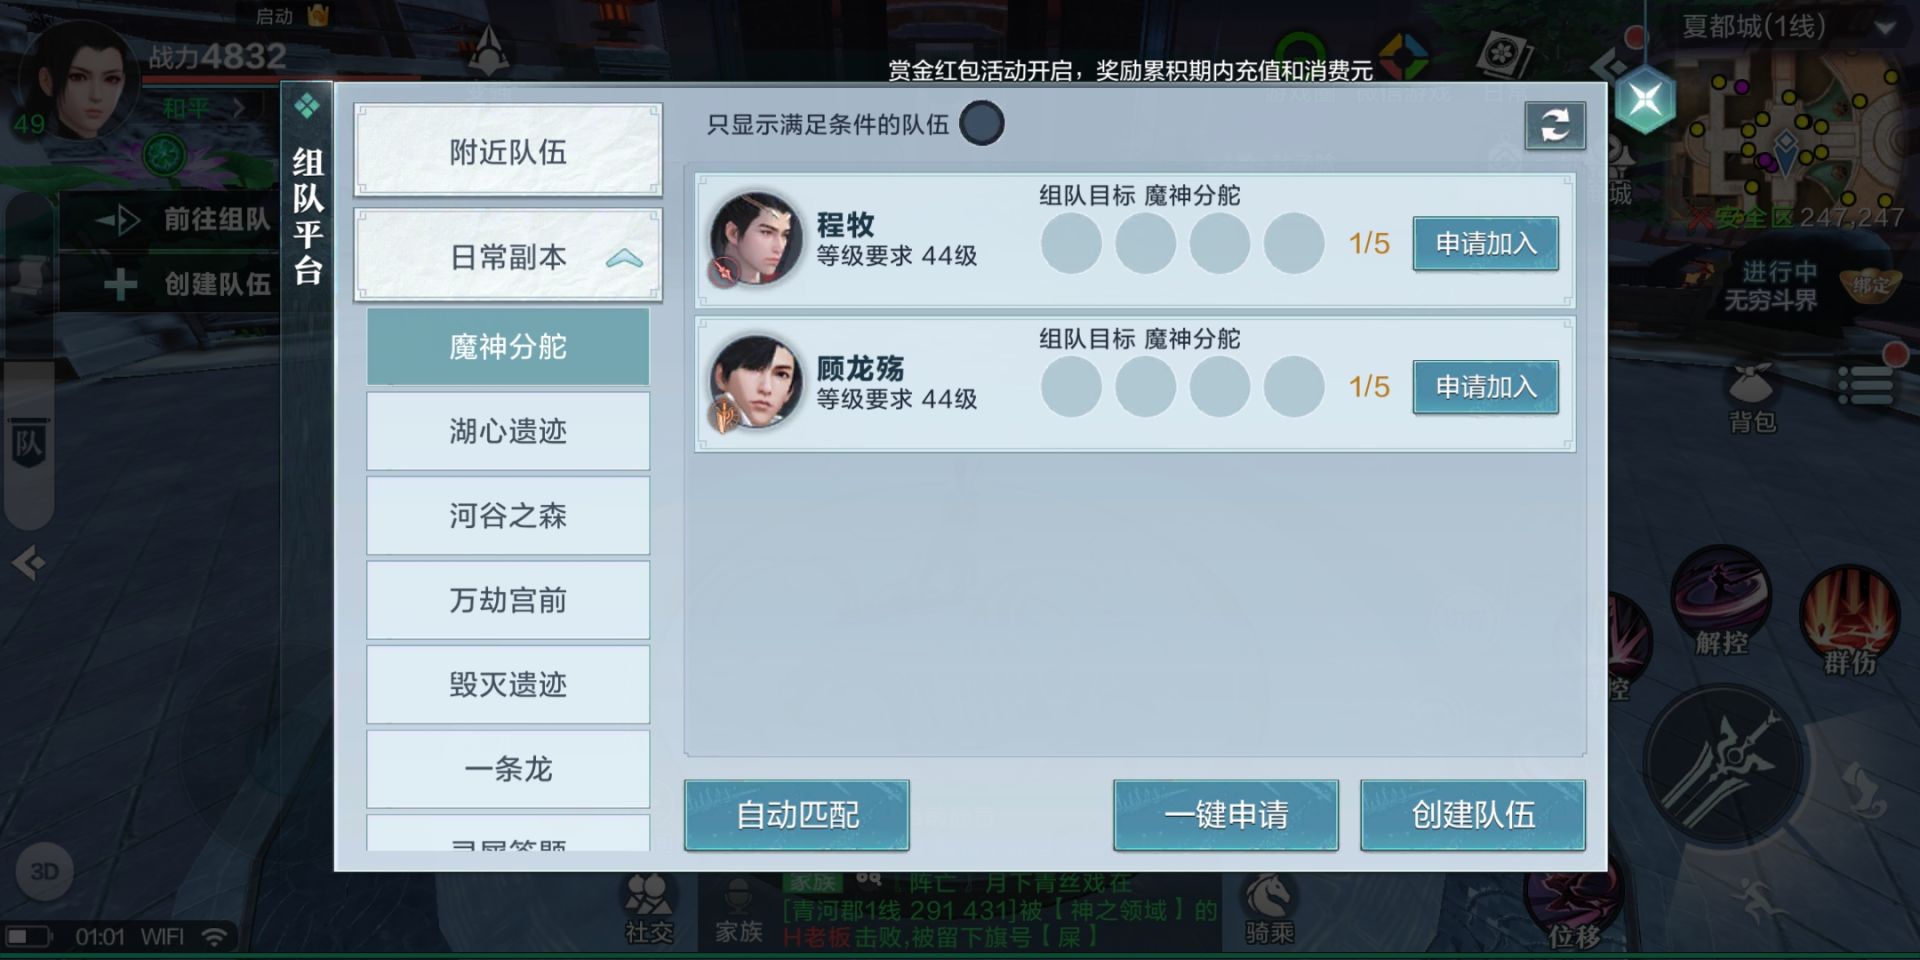 启动
战力4832
和平
49
前往组队
创建队伍
队
3D
01:01 WIFI
组队平台
赏金红包活动开启，奖励累积期内充值和消费元
附近队伍
日常副本
魔神分舵
湖心遗迹
河谷之森
万劫宫前
毁灭遗迹
一条龙
只显示满足条件的队伍
程牧
等级要求 44级
组队目标 魔神分舵
1/5
申请加入
顾龙殇
等级要求 44级
组队目标 魔神分舵
1/5
申请加入
自动匹配
一键申请
创建队伍
夏都城(1线)
安全区 247,247
进行中
无穷斗界
绑定
背包
解控
群伤
控
位移
社交
家族
家族
〖阵亡〗月下青丝戏在
[青河郡1线 291 431]被【神之领域】的
H老板击败,被留下旗号【屎】
骑乘